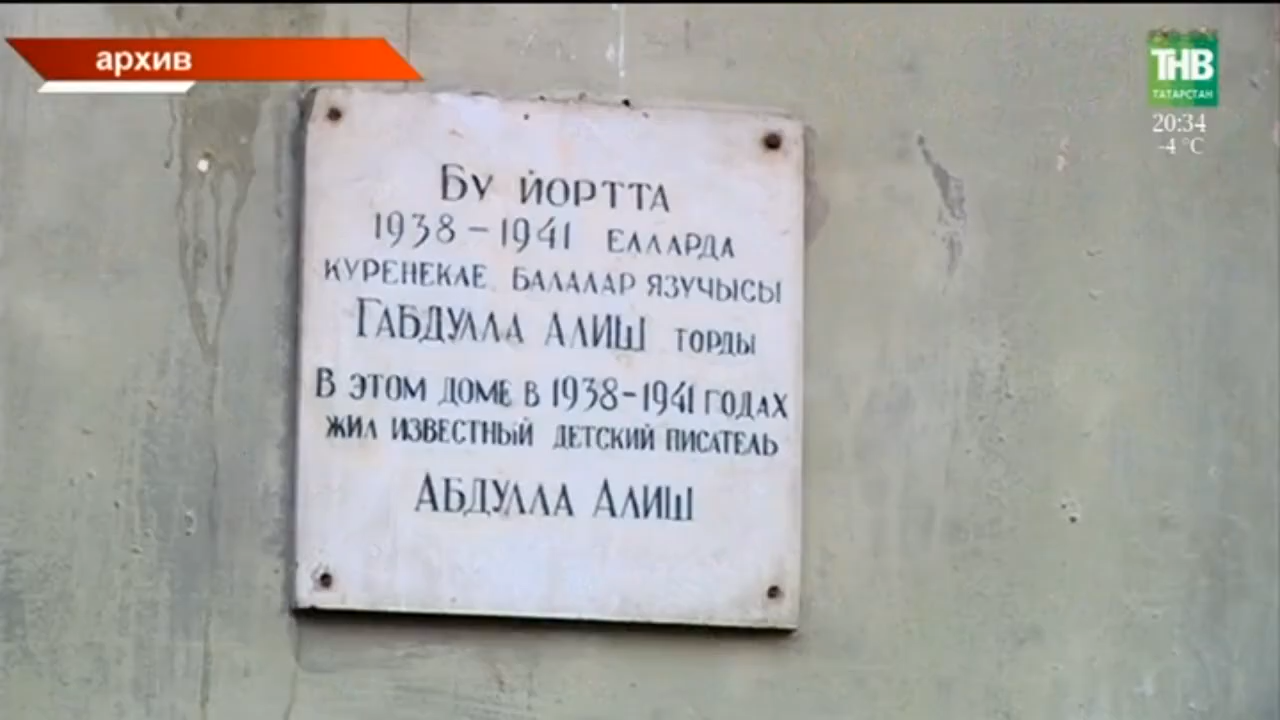 архив
ТНВ
ТАТАРСТАН
20:34
-4 °C
БУ ЙОРТТА
1938-1941 ЕЛЛАРДА
КУРЕНЕКЛЕ БАЛАЛАР ЯЗУЧЫСЫ
ГАБДУЛЛА АЛИШ ТОРДЫ
В ЭТОМ ДОМЕ В 1938-1941 ГОДАХ
ЖИЛ ИЗВЕСТНЫЙ ДЕТСКИЙ ПИСАТЕЛЬ
АБДУЛЛА АЛИШ